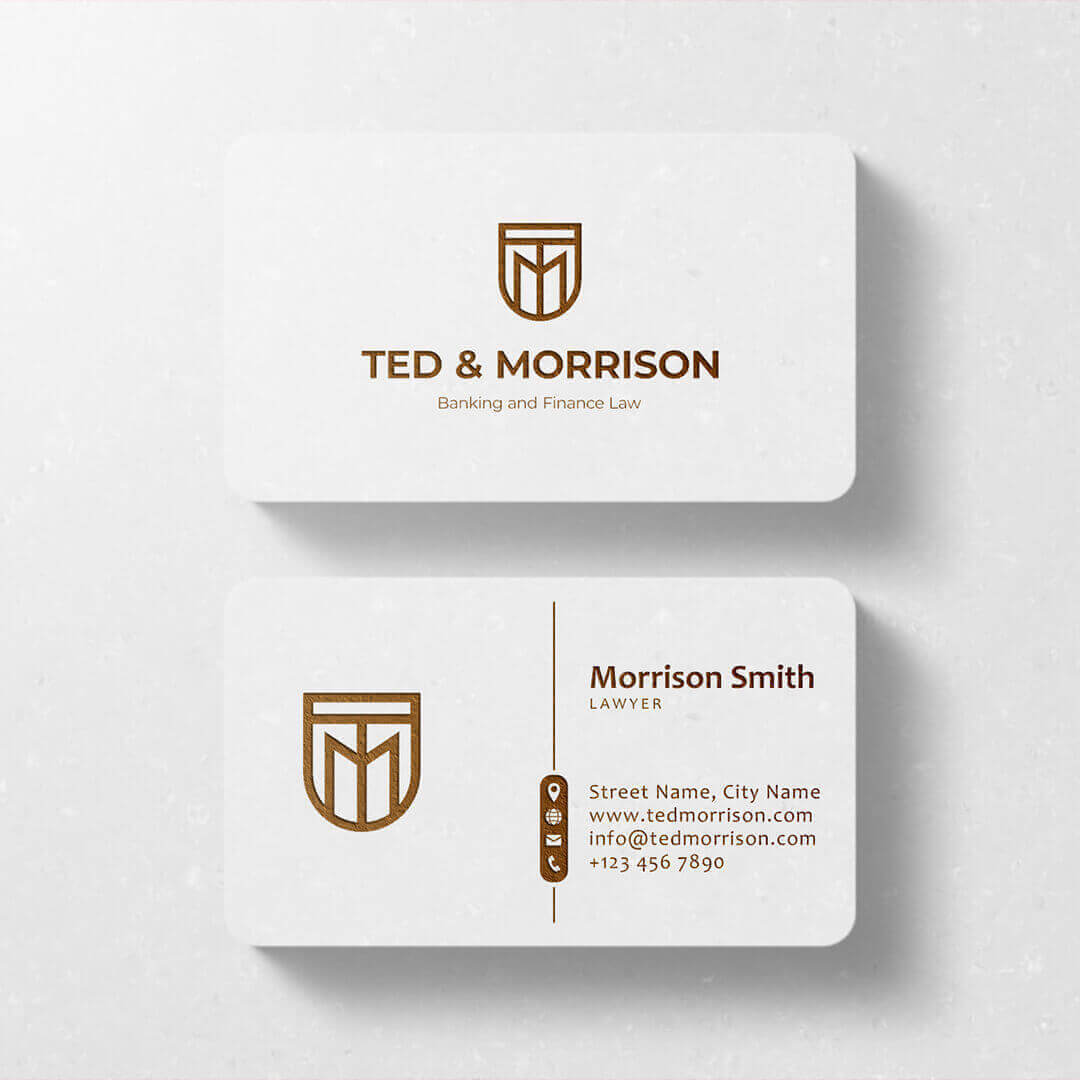 TED & MORRISON
Banking and Finance Law
Morrison Smith
LAWYER
Street Name, City Name
www.tedmorrison.com
info@tedmorrison.com
+123 456 7890